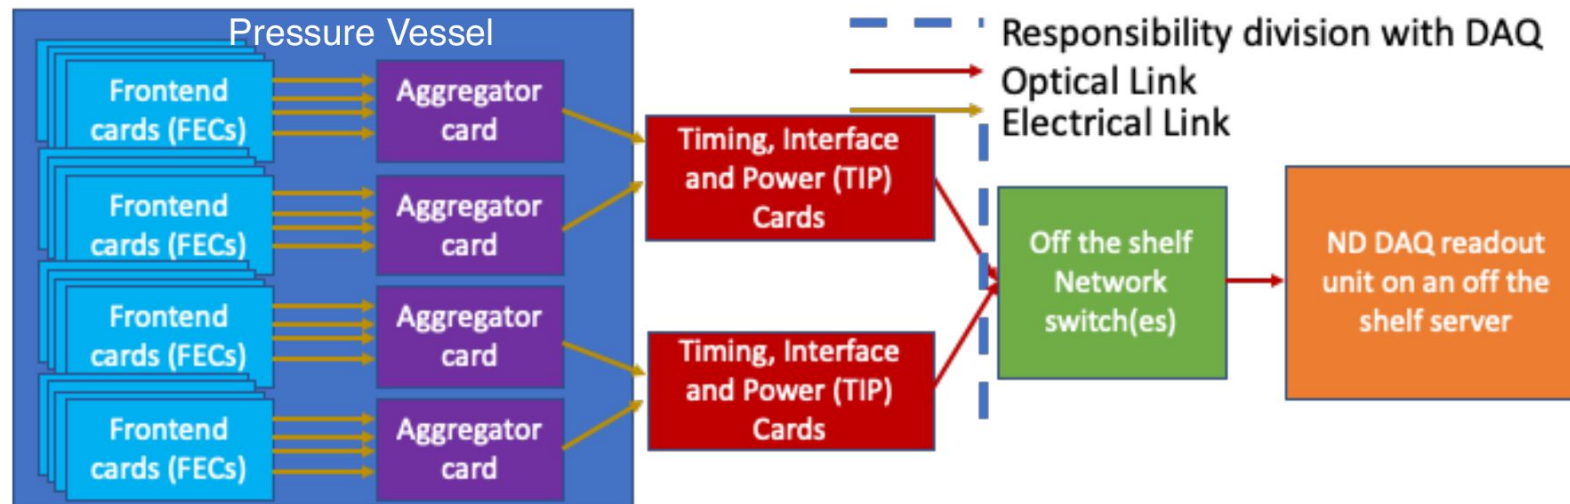 Pressure Vessel
Responsibility division with DAQ
Optical Link
Electrical Link
Frontend
cards (FECs)
Aggregator
card
Frontend
cards (FECs)
Aggregator
card
Frontend
cards (FECs)
Aggregator
card
Frontend
cards (FECs)
Aggregator
card
Timing, Interface
and Power (TIP)
Cards
Timing, Interface
and Power (TIP)
Cards
Off the shelf
Network
switch(es)
ND DAQ readout
unit on an off the
shelf server